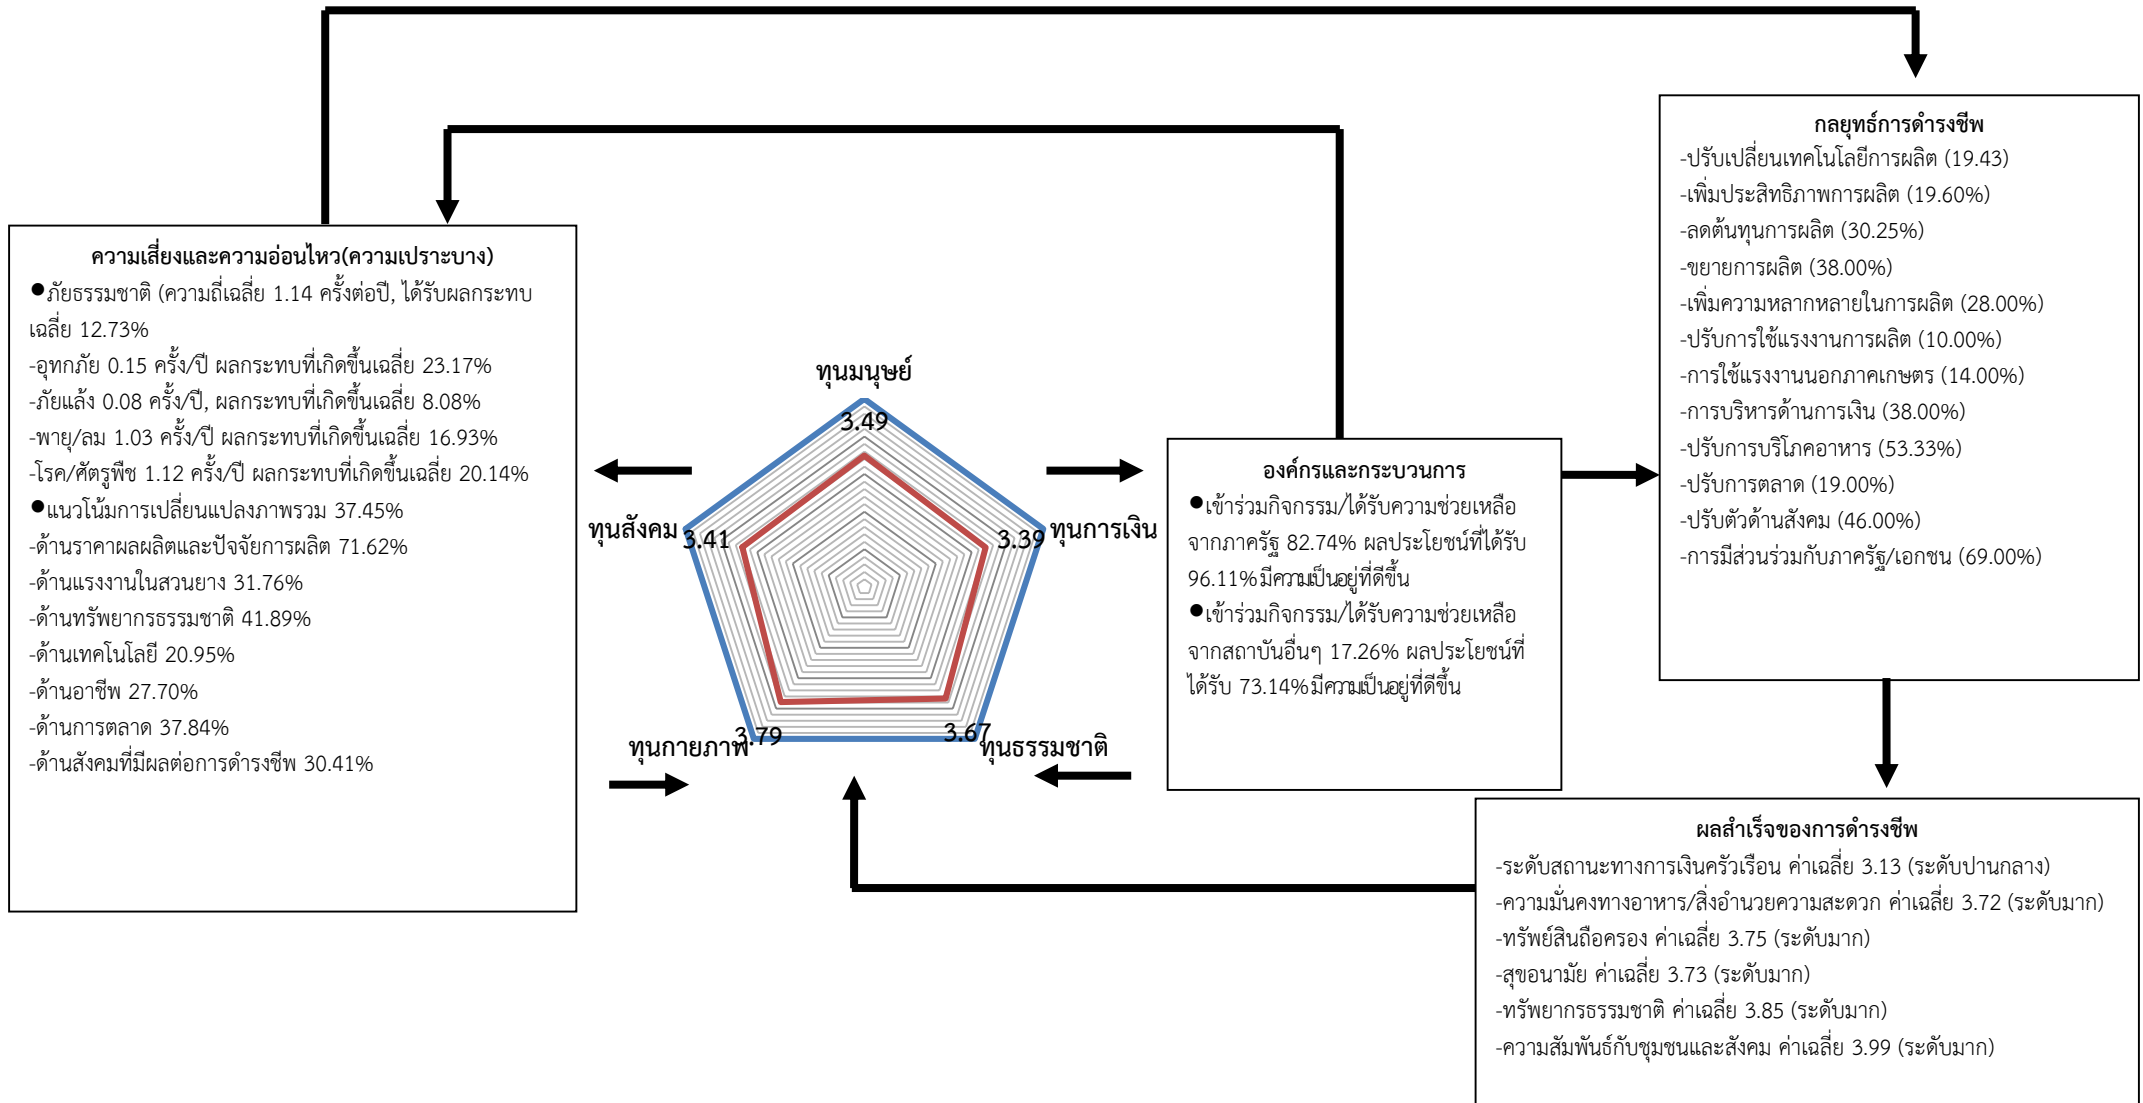 ความเสี่ยงและความอ่อนไหว(ความเปราะบาง)
●ภัยธรรมชาติ (ความถี่เฉลี่ย 1.14 ครั้งต่อปี, ได้รับผลกระทบ
เฉลี่ย 12.73%
-อุทกภัย 0.15 ครั้ง/ปี ผลกระทบที่เกิดขึ้นเฉลี่ย 23.17%
-ภัยแล้ง 0.08 ครั้ง/ปี, ผลกระทบที่เกิดขึ้นเฉลี่ย 8.08%
-พายุ/ลม 1.03 ครั้ง/ปี ผลกระทบที่เกิดขึ้นเฉลี่ย 16.93%
-โรค/ศัตรูพืช 1.12 ครั้ง/ปี ผลกระทบที่เกิดขึ้นเฉลี่ย 20.14%
●แนวโน้มการเปลี่ยนแปลงภาพรวม 37.45%
-ด้านราคาผลผลิตและปัจจัยการผลิต 71.62%
-ด้านแรงงานในสวนยาง 31.76%
-ด้านทรัพยากรธรรมชาติ 41.89%
-ด้านเทคโนโลยี 20.95%
-ด้านอาชีพ 27.70%
-ด้านการตลาด 37.84%
-ด้านสังคมที่มีผลต่อการดำรงชีพ 30.41%
ทุนมนุษย์
3.49
ทุนสังคม 3.41
3.39 ทุนการเงิน
ทุนกายภาพ 3.79
3.67 ทุนธรรมชาติ
องค์กรและกระบวนการ
●เข้าร่วมกิจกรรม/ได้รับความช่วยเหลือ
จากภาครัฐ 82.74% ผลประโยชน์ที่ได้รับ
96.11% มีความเป็นอยู่ที่ดีขึ้น
●เข้าร่วมกิจกรรม/ได้รับความช่วยเหลือ
จากสถาบันอื่นๆ 17.26% ผลประโยชน์ที่
ได้รับ 73.14% มีความเป็นอยู่ที่ดีขึ้น
กลยุทธ์การดำรงชีพ
-ปรับเปลี่ยนเทคโนโลยีการผลิต (19.43)
-เพิ่มประสิทธิภาพการผลิต (19.60%)
-ลดต้นทุนการผลิต (30.25%)
-ขยายการผลิต (38.00%)
-เพิ่มความหลากหลายในการผลิต (28.00%)
-ปรับการใช้แรงงานการผลิต (10.00%)
-การใช้แรงงานนอกภาคเกษตร (14.00%)
-การบริหารด้านการเงิน (38.00%)
-ปรับการบริโภคอาหาร (53.33%)
-ปรับการตลาด (19.00%)
-ปรับตัวด้านสังคม (46.00%)
-การมีส่วนร่วมกับภาครัฐ/เอกชน (69.00%)
ผลสำเร็จของการดำรงชีพ
-ระดับสถานะทางการเงินครัวเรือน ค่าเฉลี่ย 3.13 (ระดับปานกลาง)
-ความมั่นคงทางอาหาร/สิ่งอำนวยความสะดวก ค่าเฉลี่ย 3.72 (ระดับมาก)
-ทรัพย์สินถือครอง ค่าเฉลี่ย 3.75 (ระดับมาก)
-สุขอนามัย ค่าเฉลี่ย 3.73 (ระดับมาก)
-ทรัพยากรธรรมชาติ ค่าเฉลี่ย 3.85 (ระดับมาก)
-ความสัมพันธ์กับชุมชนและสังคม ค่าเฉลี่ย 3.99 (ระดับมาก)